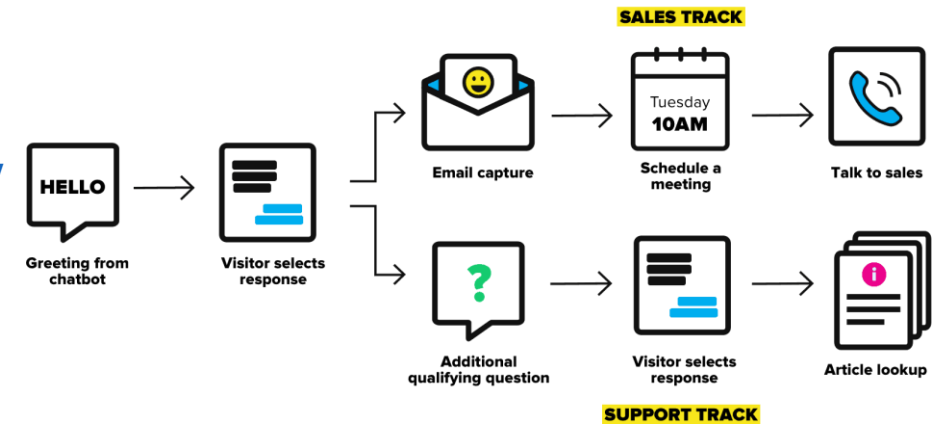 SALES TRACK
Tuesday
10AM
Email capture
Schedule a
meeting
Talk to sales
HELLO
Greeting from
chatbot
Visitor selects
response
?
Additional
qualifying question
Visitor selects
response
i
Article lookup
SUPPORT TRACK